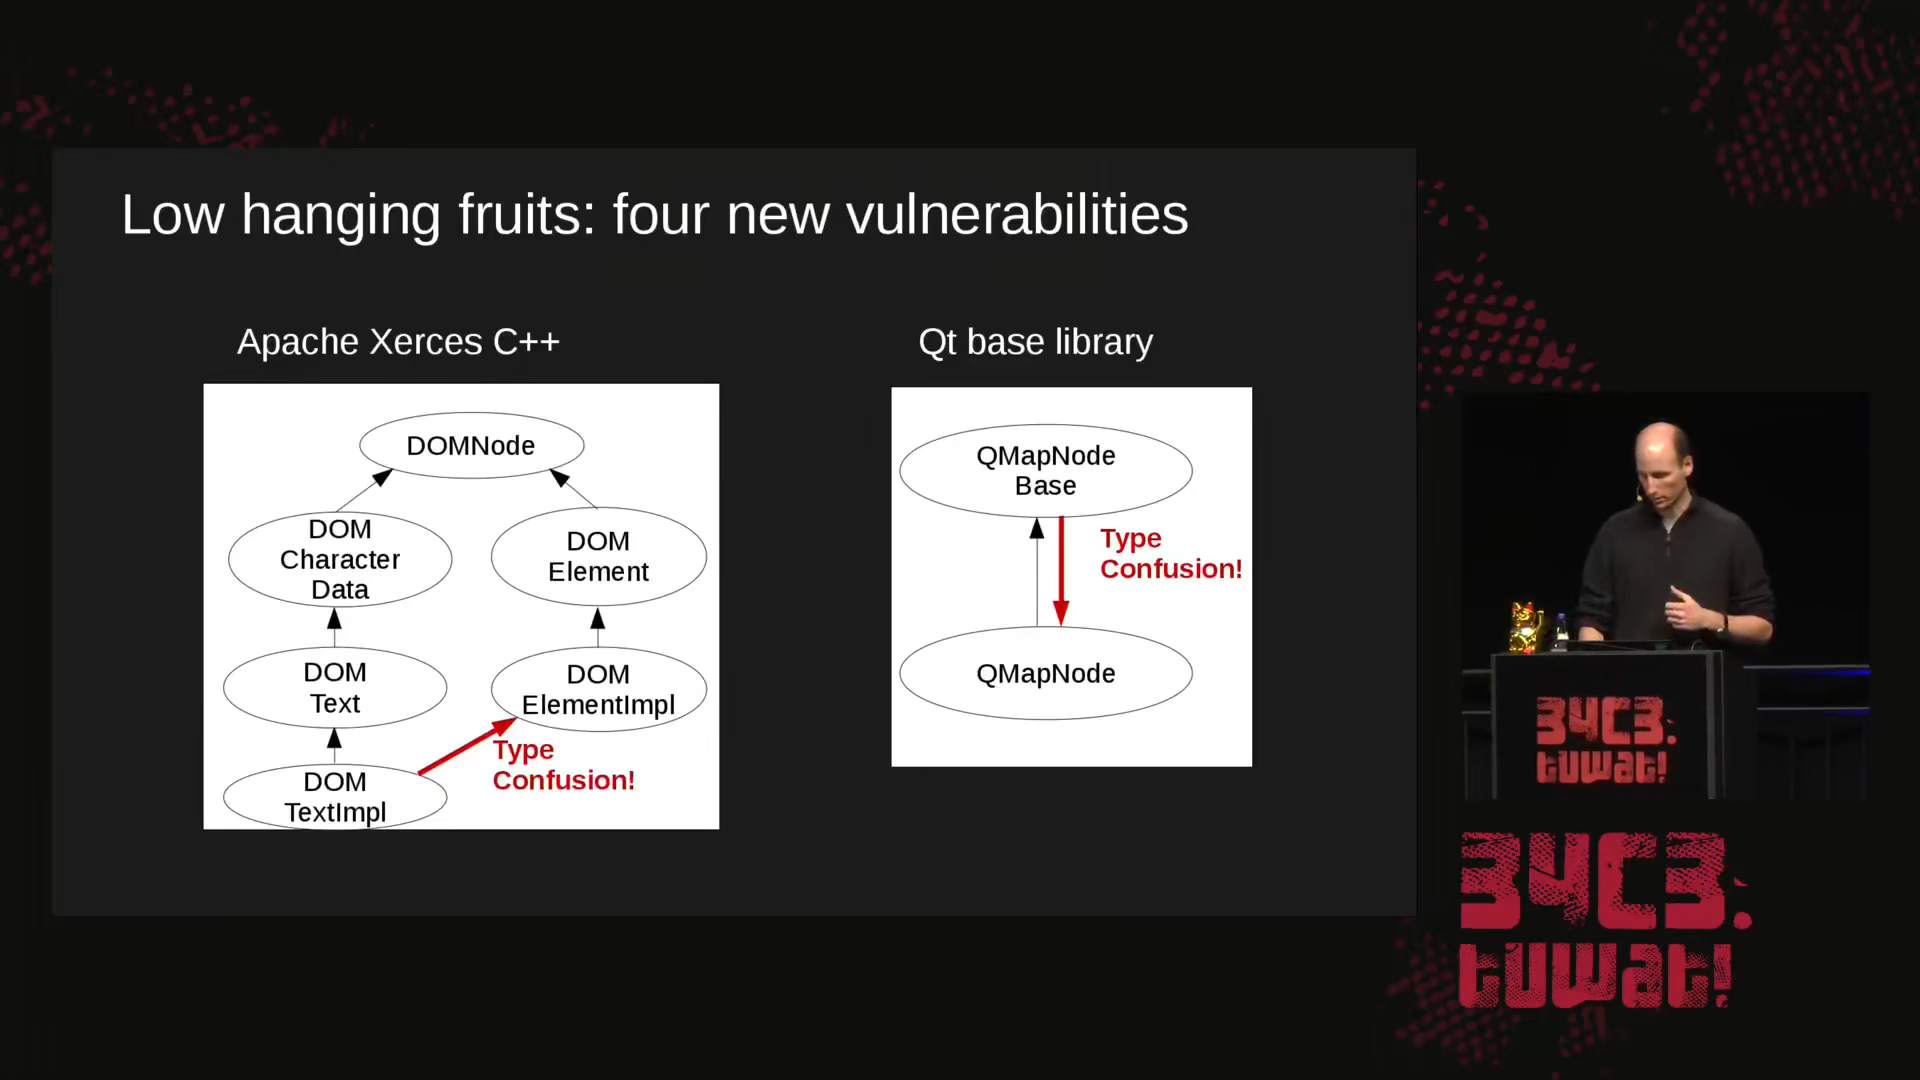 Low hanging fruits: four new vulnerabilities
Apache Xerces C++
DOMNode
DOM
Character
Data
DOM
Element
DOM
Text
DOM
ElementImpl
Type
Confusion!
DOM
TextImpl
Qt base library
QMapNode
Base
Type
Confusion!
QMapNode
34C3.
tuwat!
34C3.
tuwat!